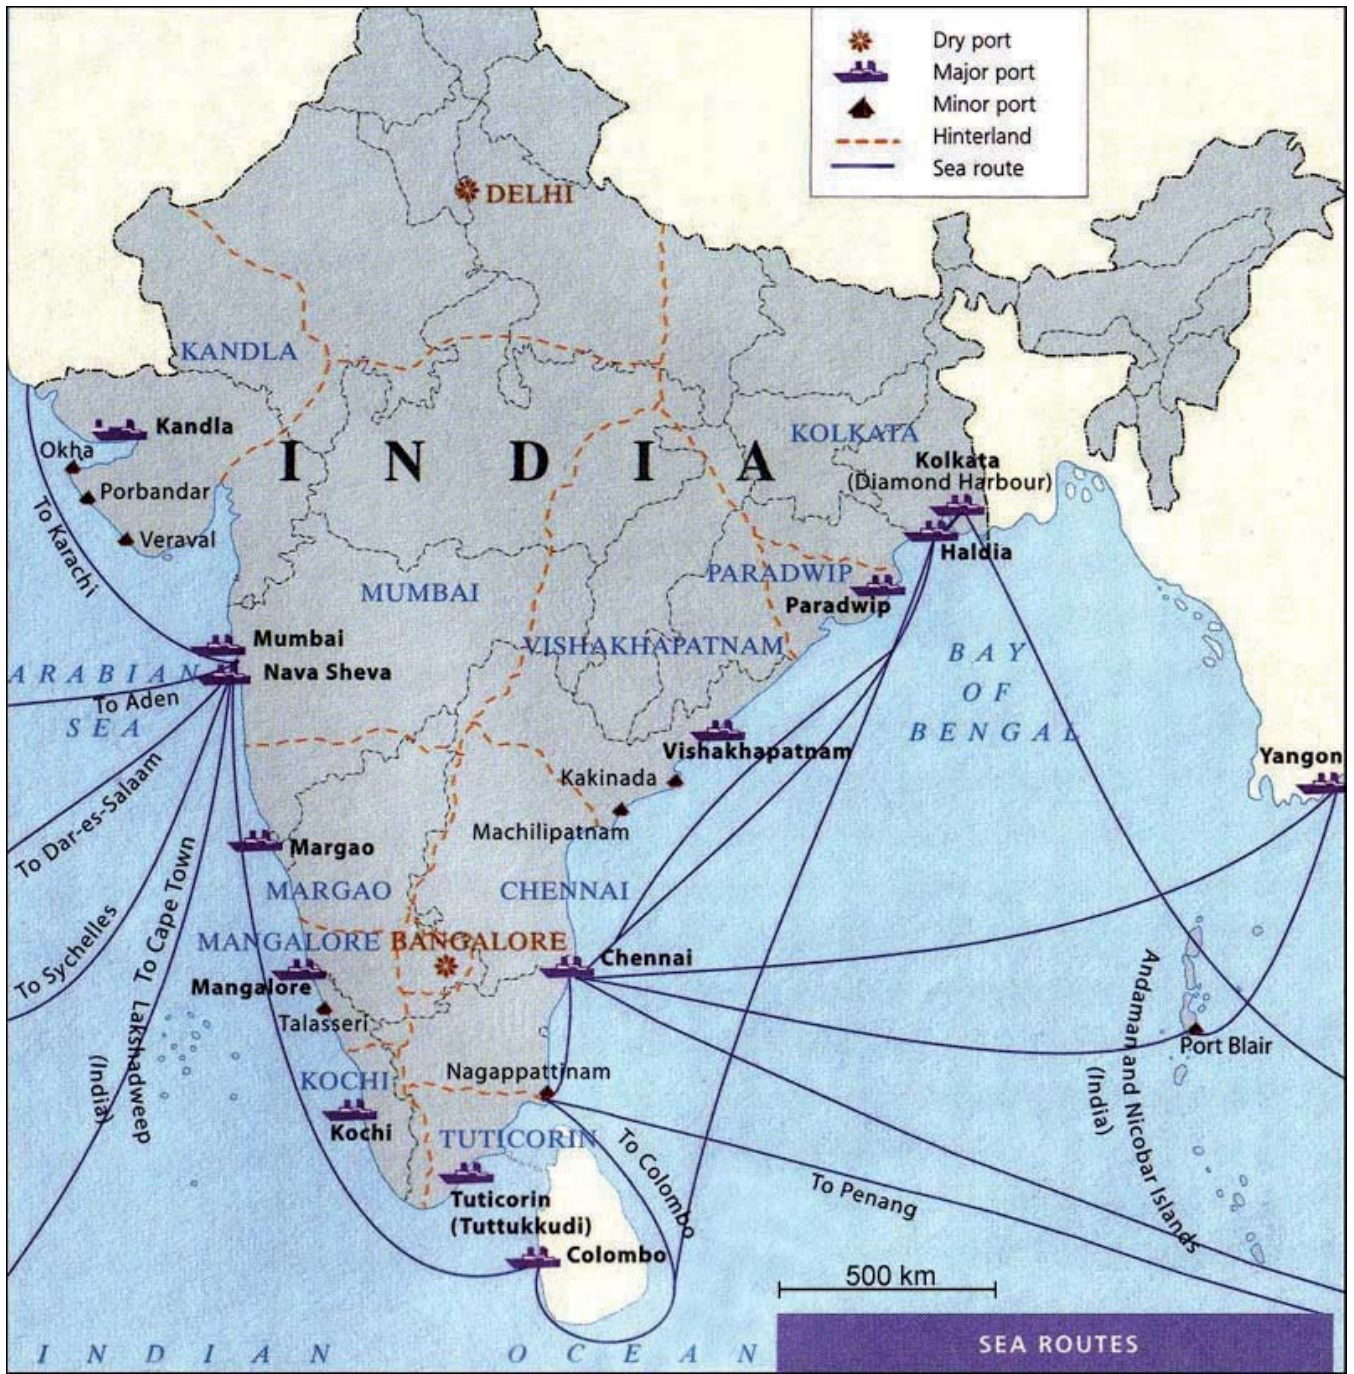 Dry port
Major port
Minor port
Hinterland
Sea route
DELHI
KANDLA
Kandla
Okha
Porbandar
Veraval
To Karachi
I N D I A
KOLKATA
Kolkata
(Diamond Harbour)
Haldia
PARADWIP
Paradwip
MUMBAI
Mumbai
Nava Sheva
VISHAKHAPATNAM
Vishakhapatnam
ARABIAN
SEA
To Aden
BAY
OF
BENGAL
Yangon
Kakinada
Machilipatnam
To Dar-es-Salaam
Margao
MARGAO
CHENNAI
To Sychelles
To Cape Town
MANGALORE
BANGALORE
Chennai
Mangalore
Talasseri
Lakshadweep
(India)
Nagappattinam
KOCHI
Kochi
TUTICORIN
Tuticorin
(Tuttukkudi)
Colombo
To Colombo
To Penang
Port Blair
Andaman and Nicobar Islands
(India)
500 km
SEA ROUTES
INDIAN OCEAN